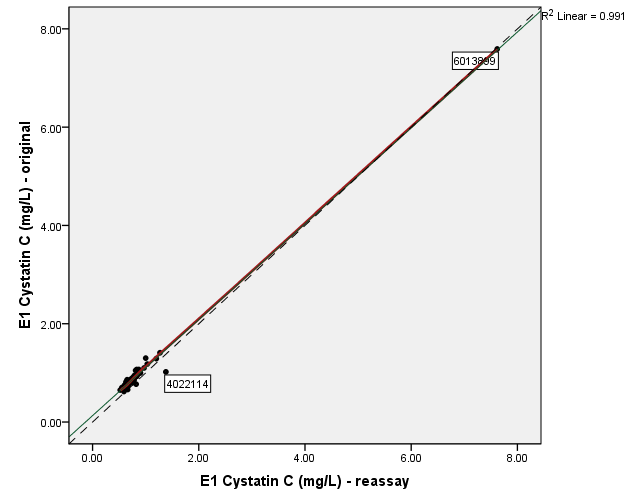 8.00
R2 Linear = 0.991
6013899
6.00
4.00
2.00
4022114
0.00
0.00 2.00 4.00 6.00 8.00
E1 Cystatin C (mg/L) - original
E1 Cystatin C (mg/L) - reassay